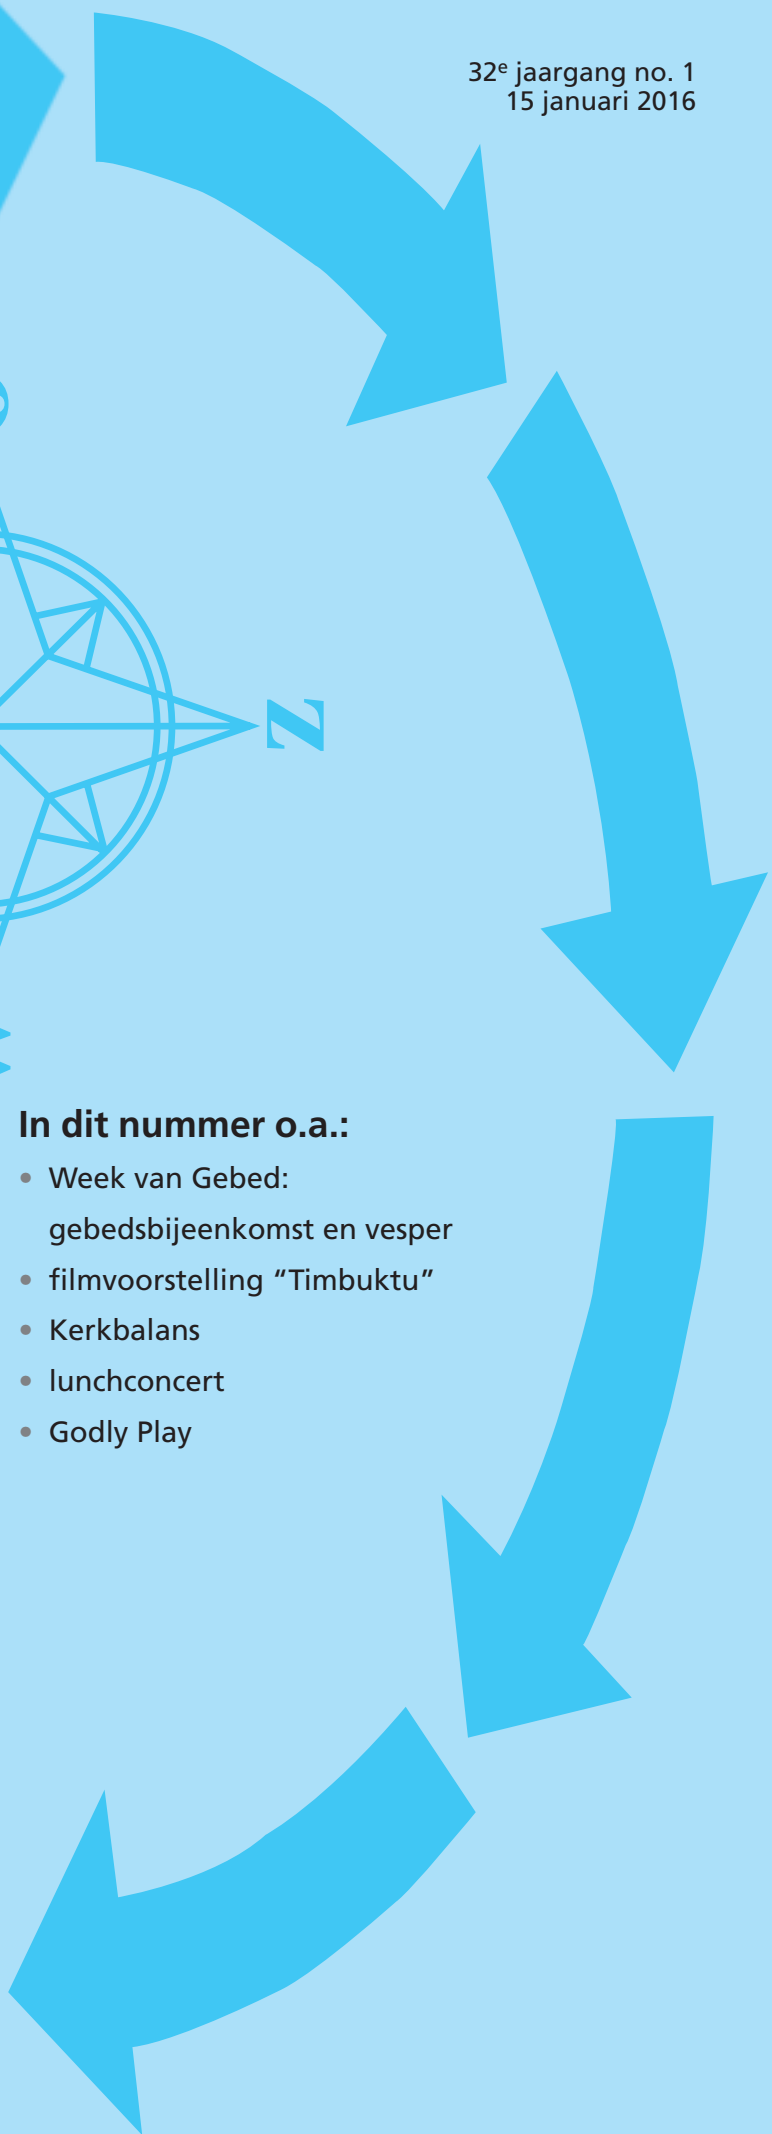 32e jaargang no. 1
15 januari 2016
Z
In dit nummer o.a.:
• Week van Gebed:
gebedsbijeenkomst en vesper
• filmvoorstelling “Timbuktu”
• Kerkbalans
• lunchconcert
• Godly Play